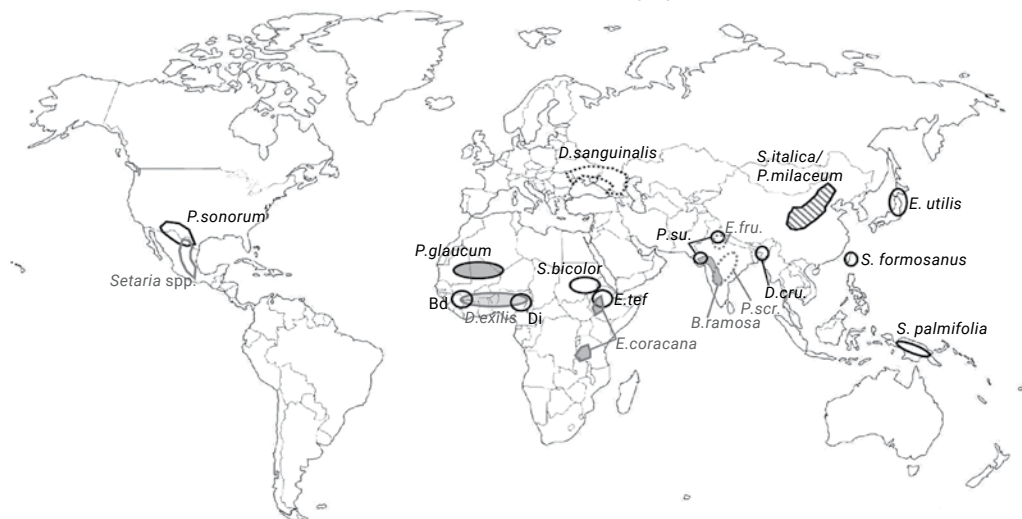 D.sanguinalis
S.italica/
P.milaceum
P.sonorum
E. utilis
E.fru.
P.su.
P.glaucum
S.bicolor
S. formosanus
Setaria spp.
D.cru.
Bd
E.tef
P.scr.
D.exilis
Di
B.ramosa
S. palmifolia
E.coracana